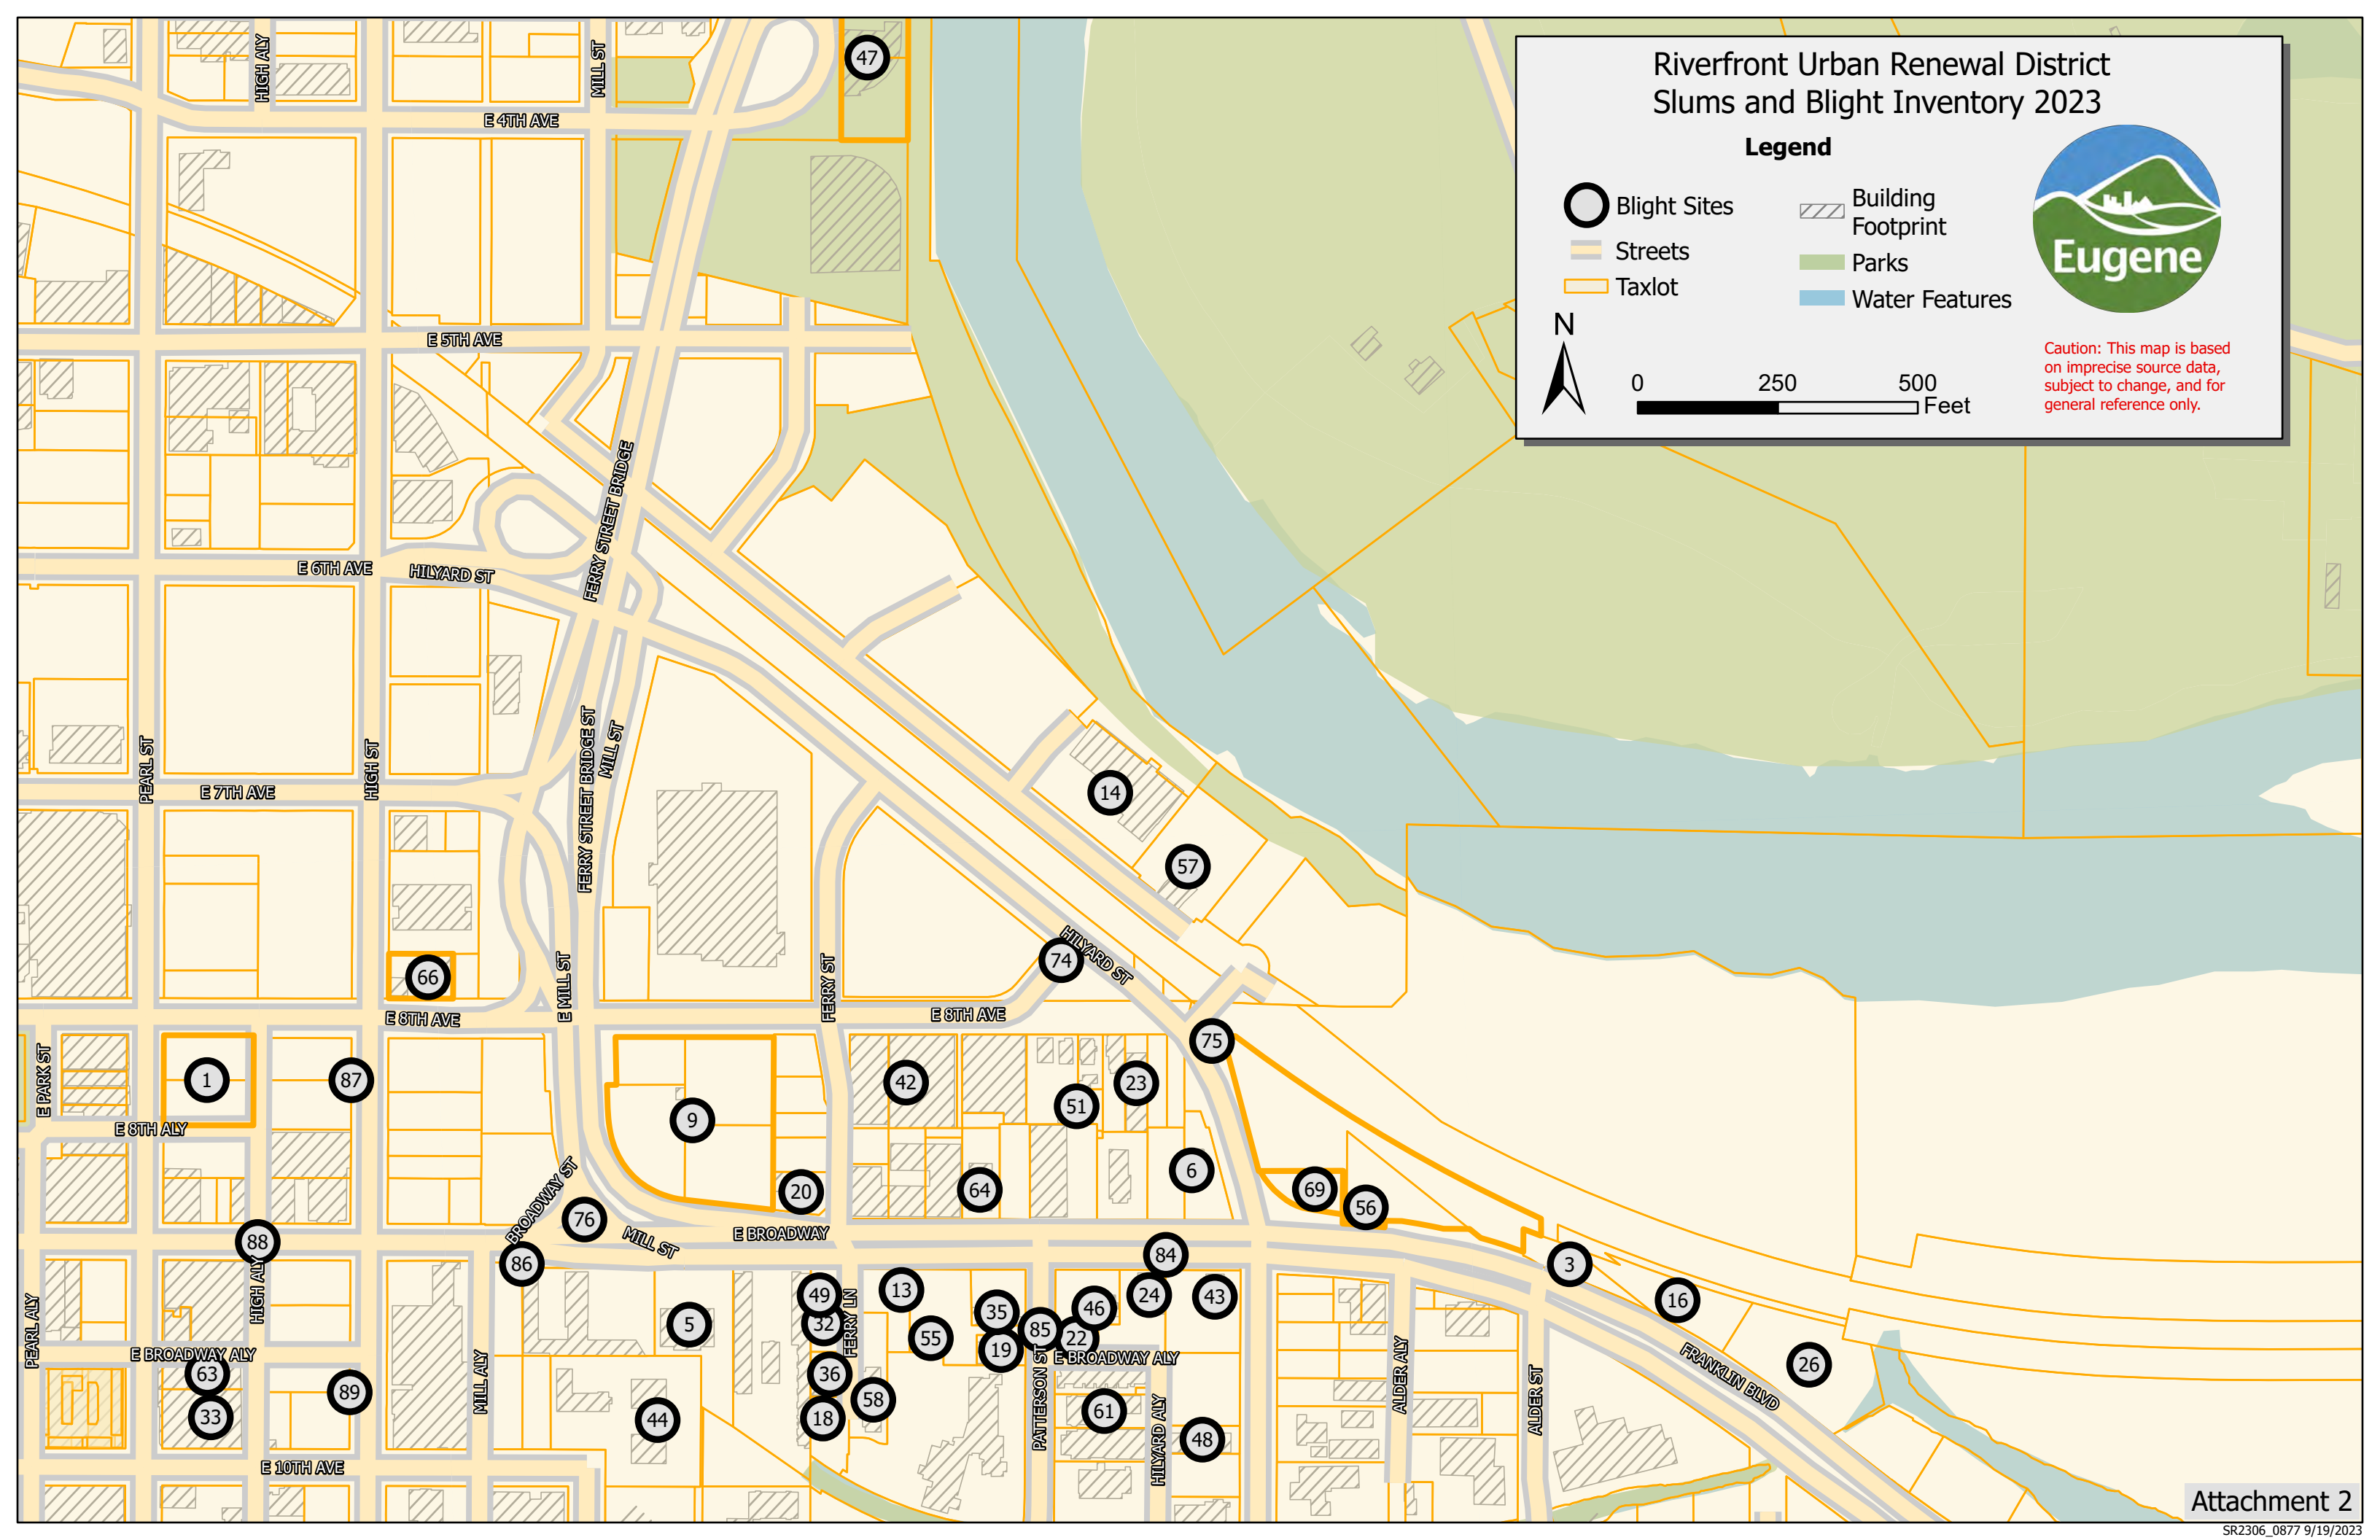 Riverfront Urban Renewal District
Slums and Blight Inventory 2023
Legend
Blight Sites
Streets
Taxlot
Building
Footprint
Parks
Water Features
Eugene
N
0 250 500
Feet
Caution: This map is based
on imprecise source data,
subject to change, and for
general reference only.
HIGH ALY
MILL ST
47
E 4TH AVE
E 5TH AVE
FERRY STREET BRIDGE
E 6TH AVE
HILYARD ST
PEARL ST
HIGH ST
FERRY STREET BRIDGE ST
MILL ST
E 7TH AVE
14
57
66
E MILL ST
FERRY ST
74
HILYARD ST
E 8TH AVE
E 8TH AVE
75
E PARK ST
1
87
E 8TH ALY
9
42
51
23
6
20
64
69
56
BROADWAY ST
76
MILL ST
E BROADWAY
88
86
84
3
HIGH ALY
PEARL ALY
5
49
32
FERRY LN
13
55
35
19
85
46
22
24
43
16
E BROADWAY ALY
63
33
89
MILL ALY
44
36
18
58
PATTERSON ST
E BROADWAY ALY
61
HILYARD ALY
48
ALDER ALY
ALDER ST
FRANKLIN BLVD
26
E 10TH AVE
Attachment 2
SR2306_0877 9/19/2023